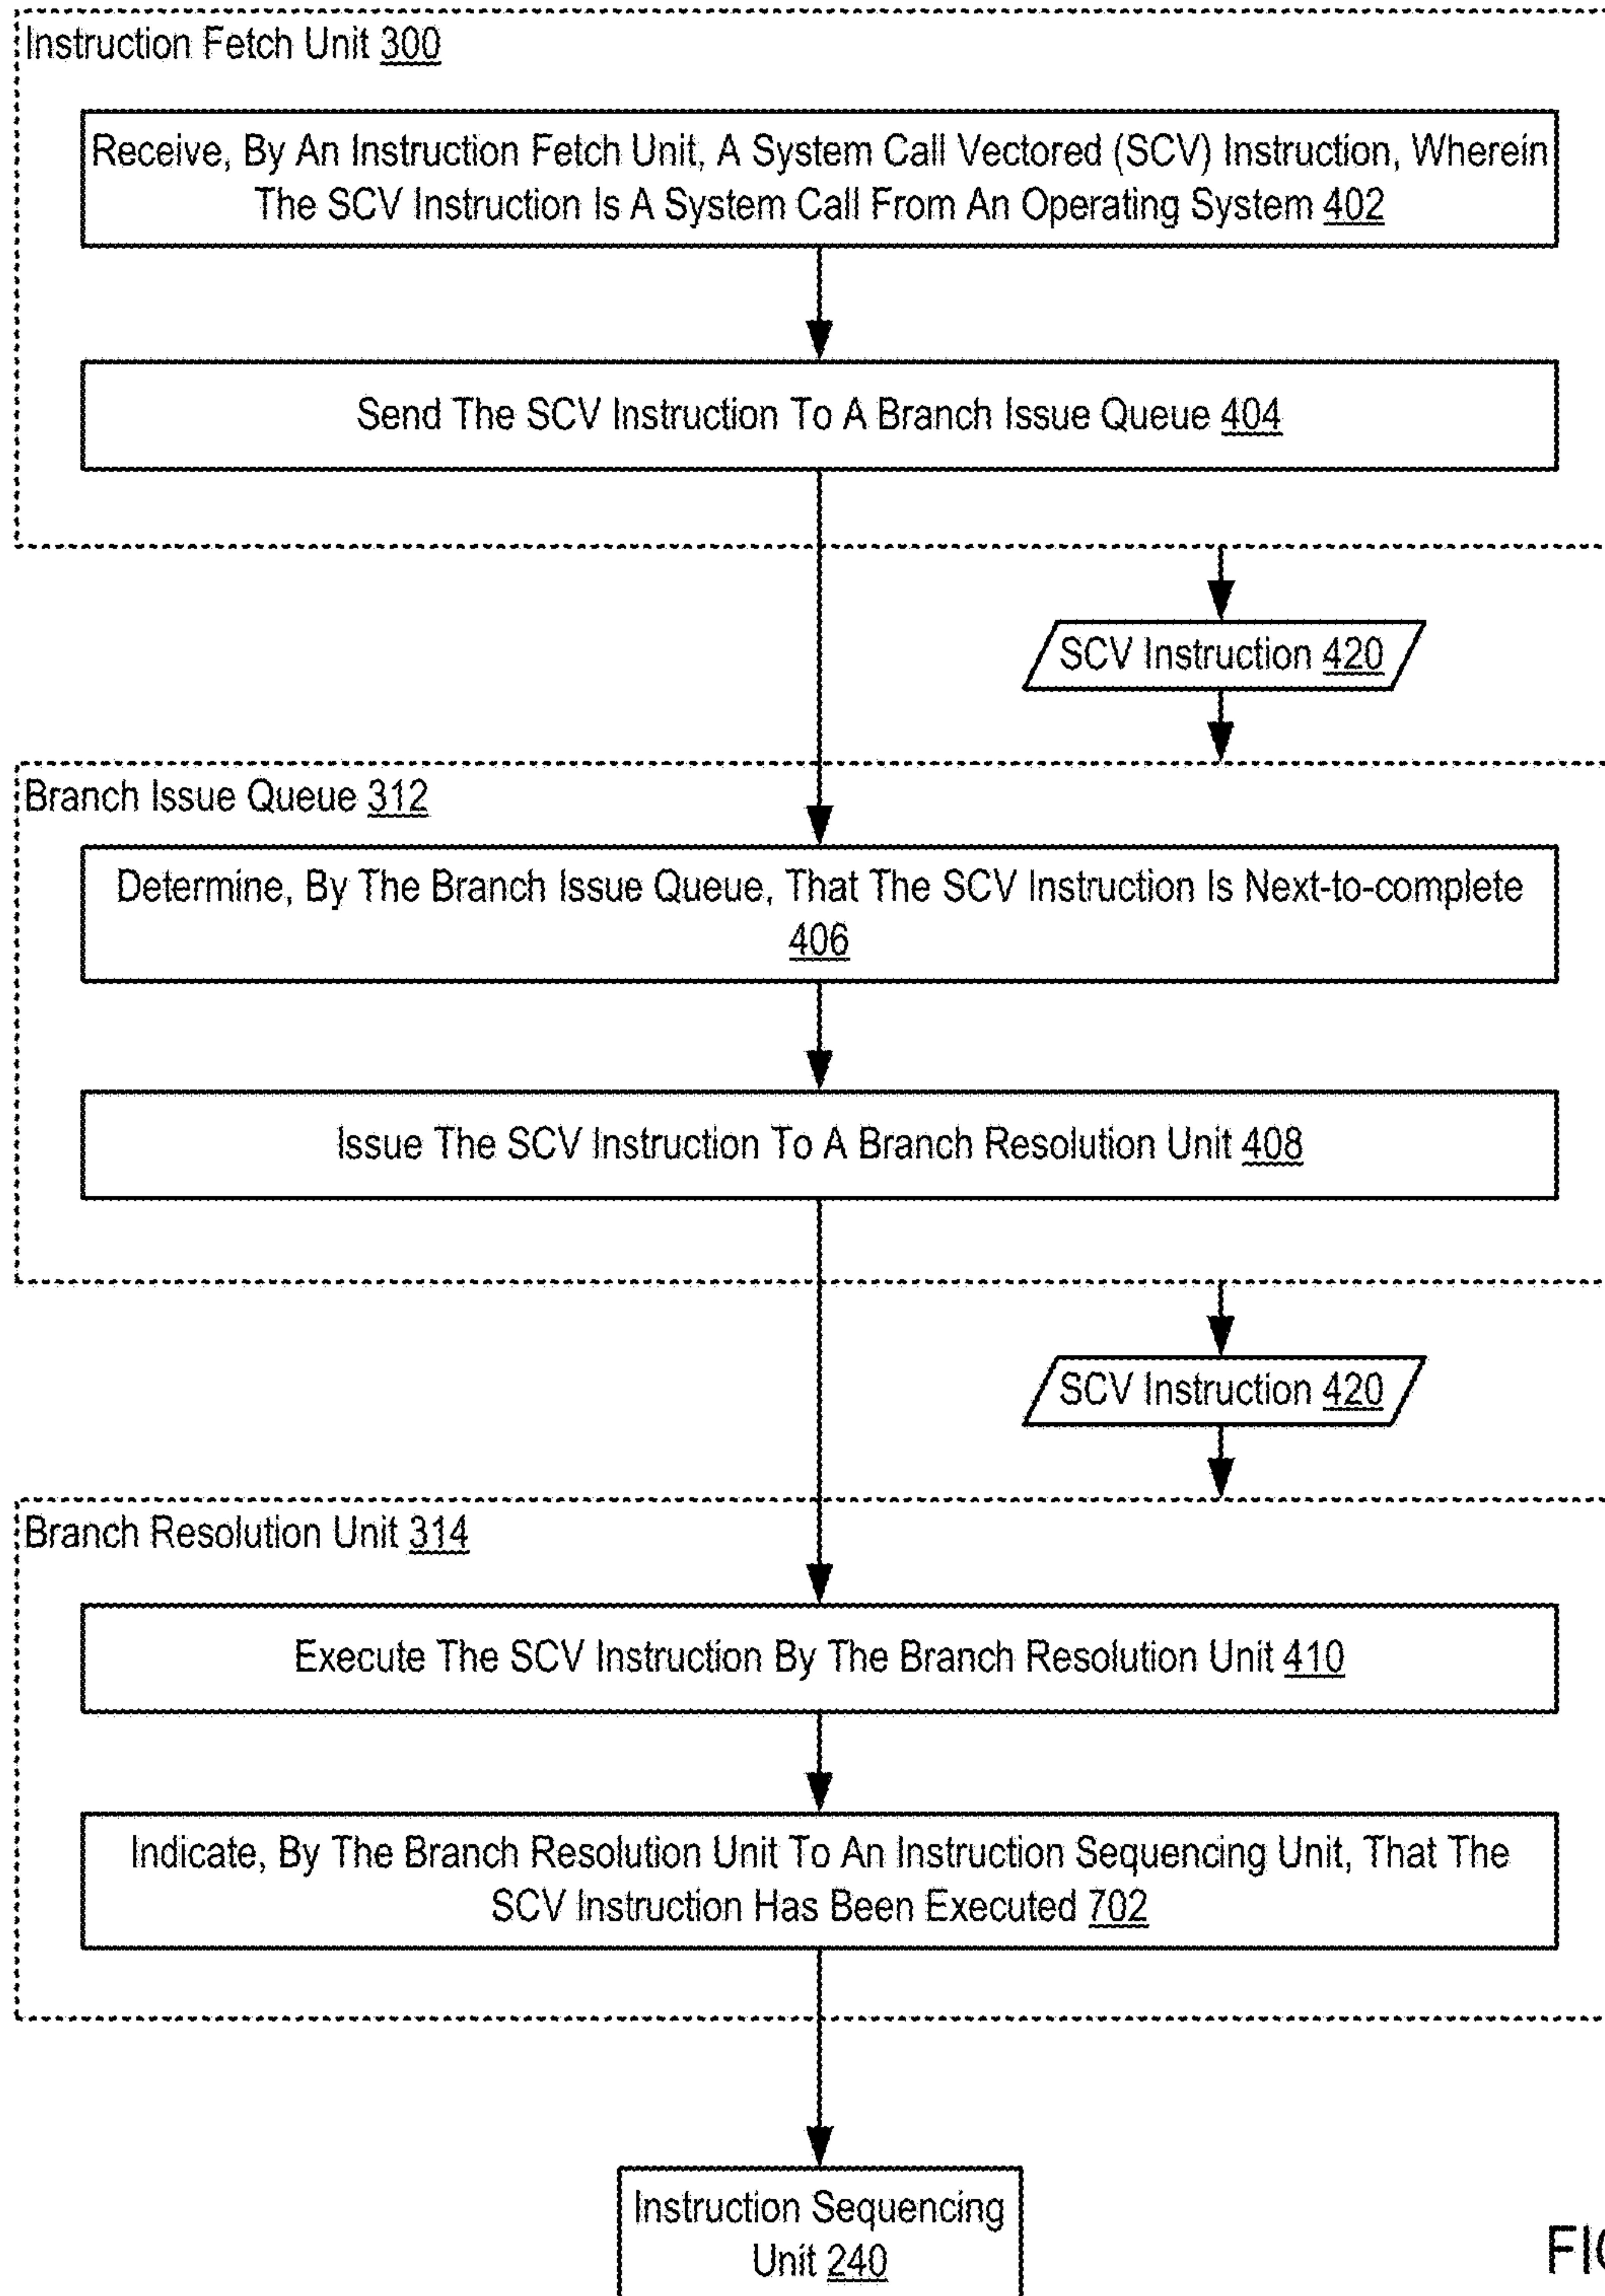 Instruction Fetch Unit 300
Receive, By An Instruction Fetch Unit, A System Call Vectored (SCV) Instruction, Wherein
The SCV Instruction Is A System Call From An Operating System 402
Send The SCV Instruction To A Branch Issue Queue 404
SCV Instruction 420
Branch Issue Queue 312
Determine, By The Branch Issue Queue, That The SCV Instruction Is Next-to-complete
406
Issue The SCV Instruction To A Branch Resolution Unit 408
SCV Instruction 420
Branch Resolution Unit 314
Execute The SCV Instruction By The Branch Resolution Unit 410
Indicate, By The Branch Resolution Unit To An Instruction Sequencing Unit, That The
SCV Instruction Has Been Executed 702
Instruction Sequencing
Unit 240